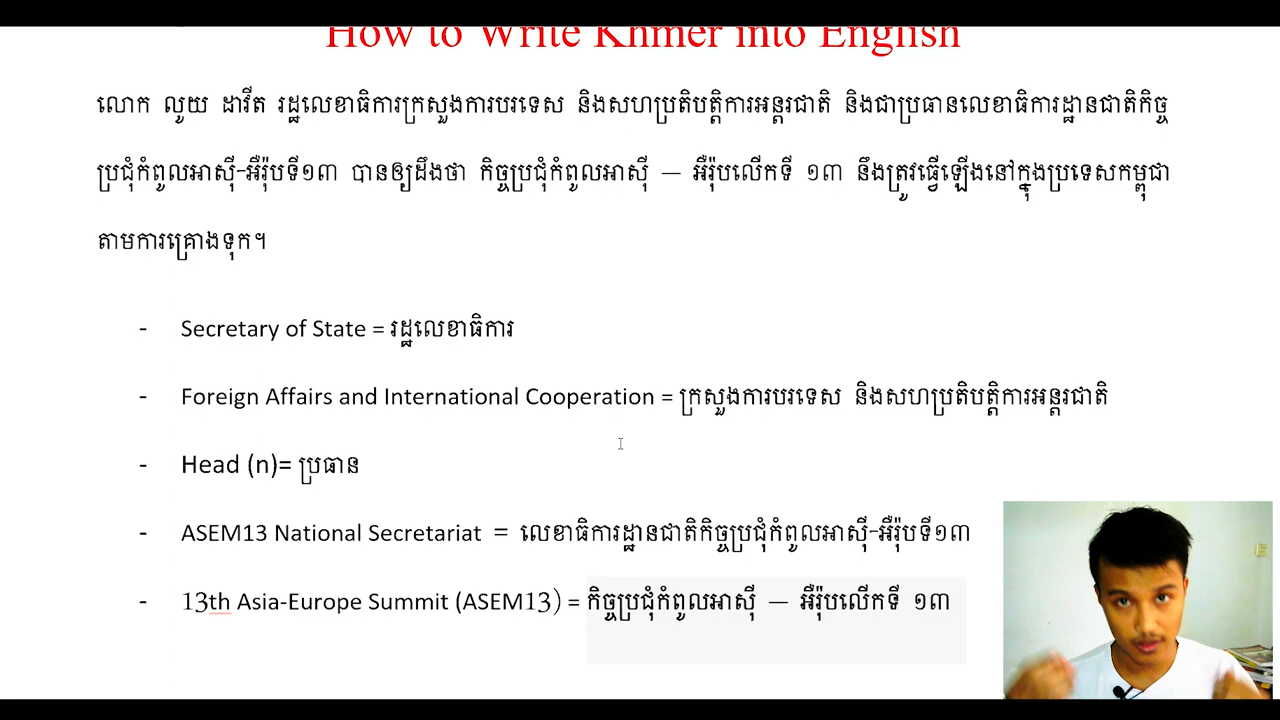 How to Write Khmer into English
លោក លូយ ដាវីត រដ្ឋលេខាធិការក្រសួងការបរទេស និងសហប្រតិបត្តិការអន្តរជាតិ និងជាប្រធានលេខាធិការដ្ឋានជាតិកិច្ច
ប្រជុំកំពូលអាស៊ី-អឺរ៉ុបទី១៣ បានឲ្យដឹងថា កិច្ចប្រជុំកំពូលអាស៊ី – អឺរ៉ុបលើកទី ១៣ នឹងត្រូវធ្វើឡើងនៅក្នុងប្រទេសកម្ពុជា
តាមការគ្រោងទុក។
- Secretary of State = រដ្ឋលេខាធិការ
- Foreign Affairs and International Cooperation = ក្រសួងការបរទេស និងសហប្រតិបត្តិការអន្តរជាតិ
- Head (n)= ប្រធាន
- ASEM13 National Secretariat = លេខាធិការដ្ឋានជាតិកិច្ចប្រជុំកំពូលអាស៊ី-អឺរ៉ុបទី១៣
- 13th Asia-Europe Summit (ASEM13) = កិច្ចប្រជុំកំពូលអាស៊ី – អឺរ៉ុបលើកទី ១៣